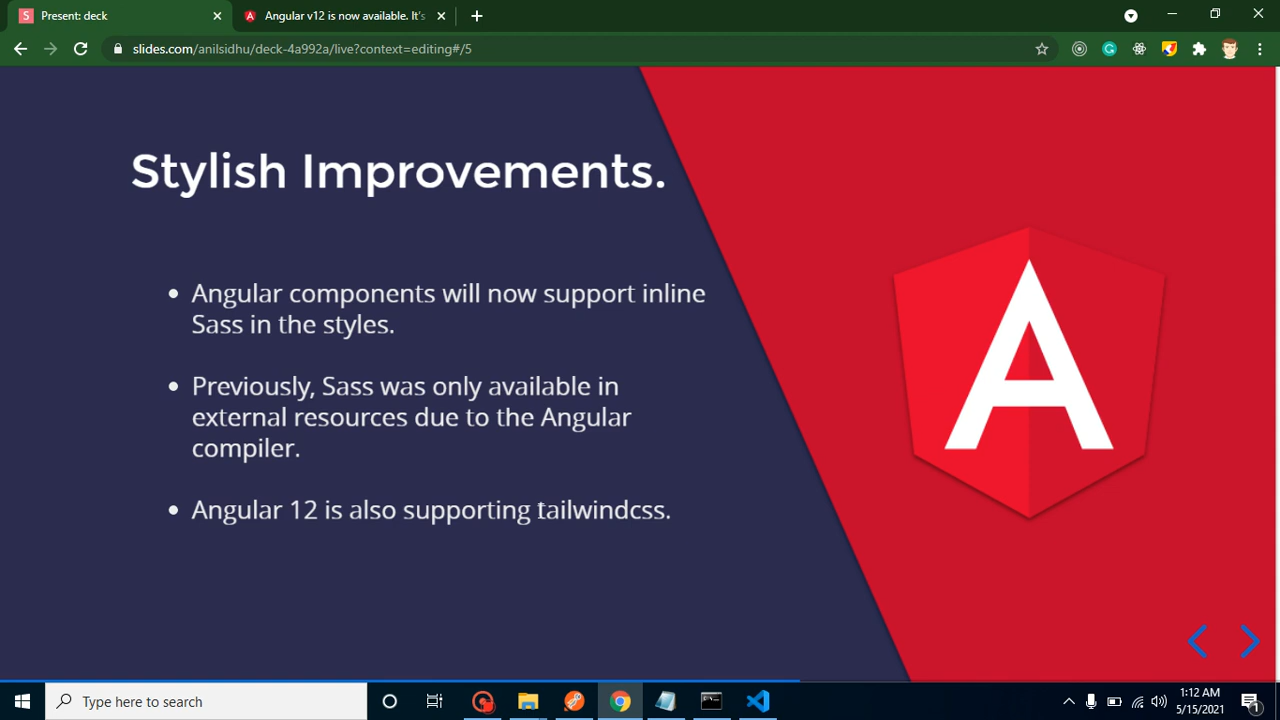 Present: deck
Angular v12 is now available. It's
slides.com/anilsidhu/deck-4a992a/live?context=editing#/5
Stylish Improvements.
Angular components will now support inline
Sass in the styles.
Previously, Sass was only available in
external resources due to the Angular
compiler.
Angular 12 is also supporting tailwindcss.
Type here to search
1:12 AM
5/15/2021
1